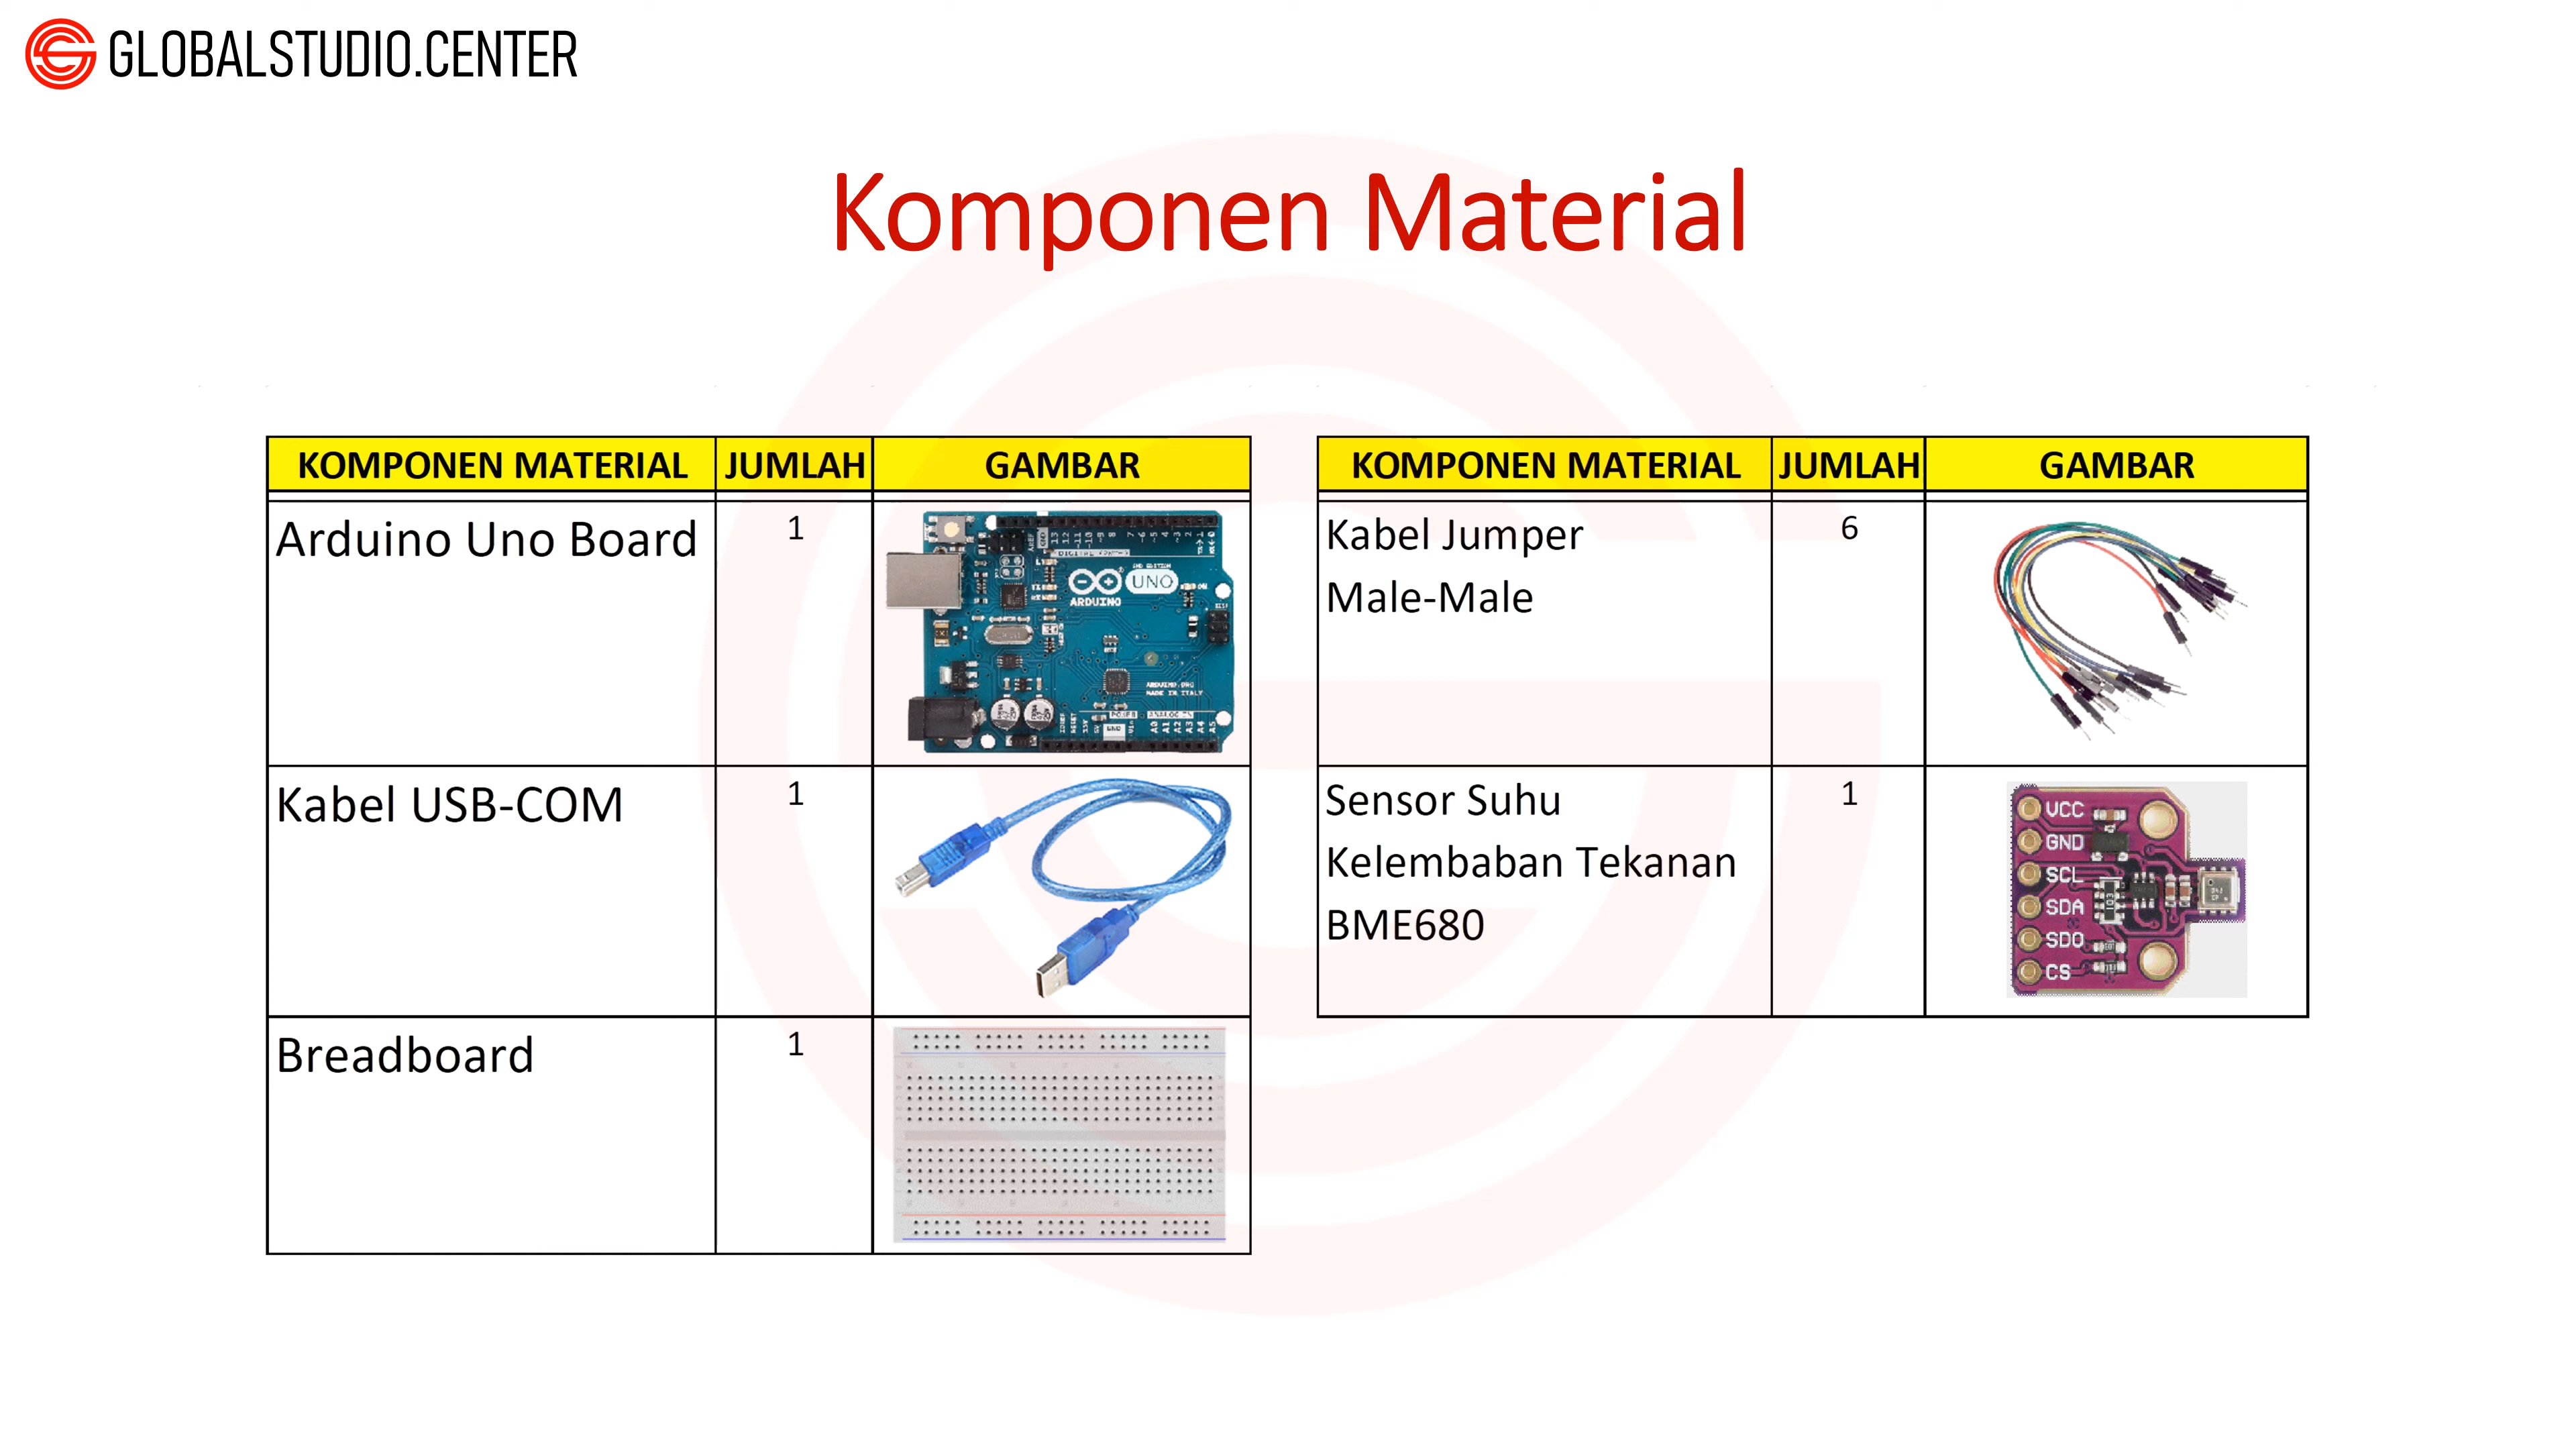 GLOBALSTUDIO.CENTER
Komponen Material
KOMPONEN MATERIAL JUMLAH GAMBAR
Arduino Uno Board 1
ARDUINO
UNO
Kabel USB-COM 1
Breadboard 1
KOMPONEN MATERIAL JUMLAH GAMBAR
Kabel Jumper 6
Male-Male
Sensor Suhu 1
Kelembaban Tekanan
BME680
VCC
GND
SCL
SDA
SDO
CS